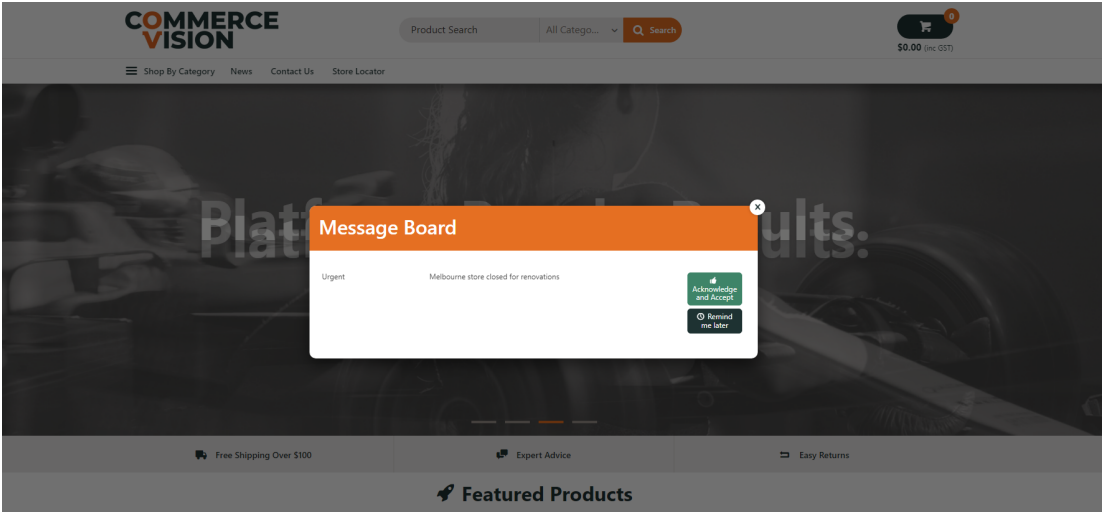 COMMERCE
VISION
Product Search
All Catego...
Search
0
$0.00 (inc GST)
Shop By Category
News
Contact Us
Store Locator
Platf
ults.
x
Message Board
Urgent
Melbourne store closed for renovations
Acknowledge
and Accept
Remind
me later
Free Shipping Over $100
Expert Advice
Easy Returns
Featured Products